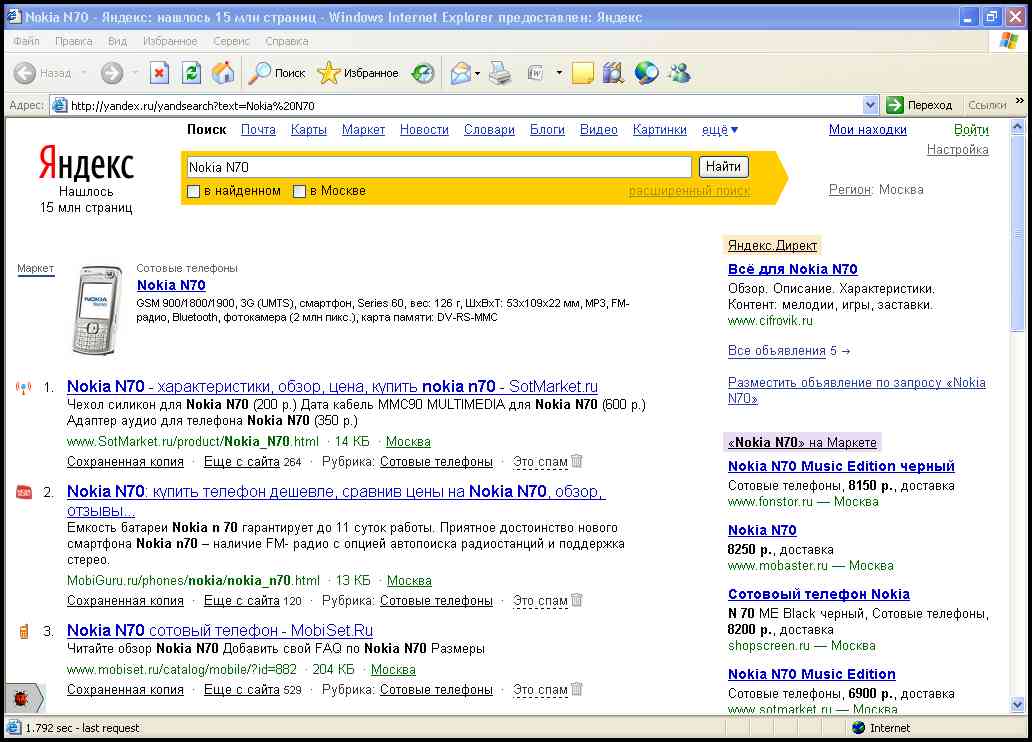 Nokia N70 - Яндекс: нашлось 15 млн страниц - Windows Internet Explorer предоставлен: Яндекс
Файл Правка Вид Избранное Сервис Справка
Назад Поиск Избранное
Адрес: http://yandex.ru/yandsearch?text=Nokia%20N70 Переход Ссылки »
Поиск Почта Карты Маркет Новости Словари Блоги Видео Картинки ещё ▼ Мои находки Войти
Настройка
Яндекс
Нашлось
15 млн страниц
Nokia N70 Найти
в найденном в Москве расширенный поиск
Регион: Москва
Маркет
NOKIA
Сотовые телефоны
Nokia N70
GSM 900/1800/1900, 3G (UMTS), смартфон, Series 60, вес: 126 г, ШхВхТ: 53x109x22 мм, MP3, FM-
радио, Bluetooth, фотокамера (2 млн пикс.), карта памяти: DV-RS-MMC
1. Nokia N70 - характеристики, обзор, цена, купить nokia n70 - SotMarket.ru
Чехол силикон для Nokia N70 (200 р.) Дата кабель MMC90 MULTIMEDIA для Nokia N70 (600 р.)
Адаптер аудио для телефона Nokia N70 (350 р.)
www.SotMarket.ru/product/Nokia_N70.html · 14 КБ · Москва
Сохраненная копия · Еще с сайта 264 · Рубрика: Сотовые телефоны · Это спам
2. Nokia N70: купить телефон дешевле, сравнив цены на Nokia N70, обзор,
отзывы...
Емкость батареи Nokia n 70 гарантирует до 11 суток работы. Приятное достоинство нового
смартфона Nokia n70 – наличие FM- радио с опцией автопоиска радиостанций и поддержка
стерео.
MobiGuru.ru/phones/nokia/nokia_n70.html · 13 КБ · Москва
Сохраненная копия · Еще с сайта 120 · Рубрика: Сотовые телефоны · Это спам
3. Nokia N70 сотовый телефон - MobiSet.Ru
Читайте обзор Nokia N70 Добавить свой FAQ по Nokia N70 Размеры
www.mobiset.ru/catalog/mobile/?id=882 · 204 КБ · Москва
Сохраненная копия · Еще с сайта 529 · Рубрика: Сотовые телефоны · Это спам
Яндекс.Директ
Всё для Nokia N70
Обзор. Описание. Характеристики.
Контент: мелодии, игры, заставки.
www.cifrovik.ru
Все объявления 5 →
Разместить объявление по запросу «Nokia
N70»
«Nokia N70» на Маркете
Nokia N70 Music Edition черный
Сотовые телефоны, 8150 р., доставка
www.fonstor.ru — Москва
Nokia N70
8250 р., доставка
www.mobaster.ru — Москва
Сотовоый телефон Nokia
N 70 ME Black черный, Сотовые телефоны,
8200 р., доставка
shopscreen.ru — Москва
Nokia N70 Music Edition
Сотовые телефоны, 6900 р., доставка
www.sotmarket.ru — Москва
1.792 sec - last request Internet